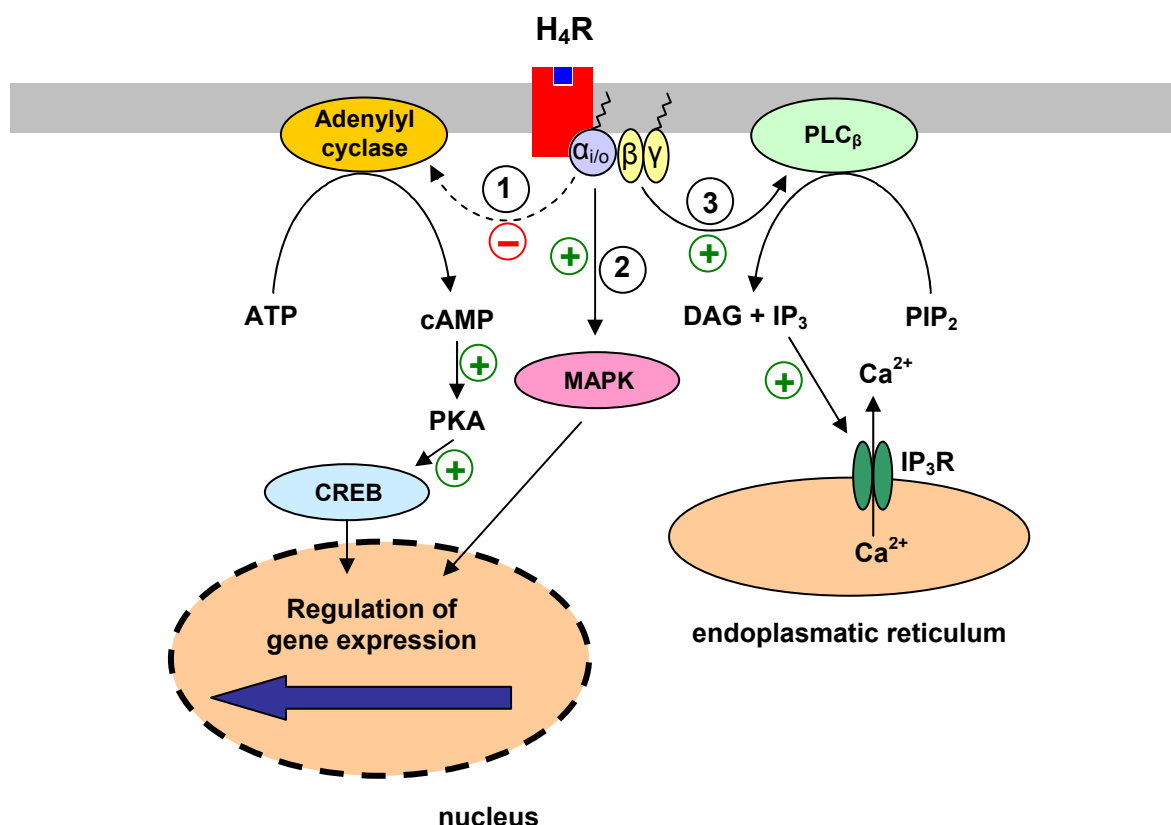 H₄R
Adenylyl
cyclase
α i/o
β
γ
PLCβ
1
3
−
+
2
+
ATP
cAMP
DAG + IP₃
PIP₂
+
MAPK
+
Ca²⁺
PKA
+
IP₃R
CREB
Ca²⁺
Regulation of
gene expression
endoplasmatic reticulum
nucleus